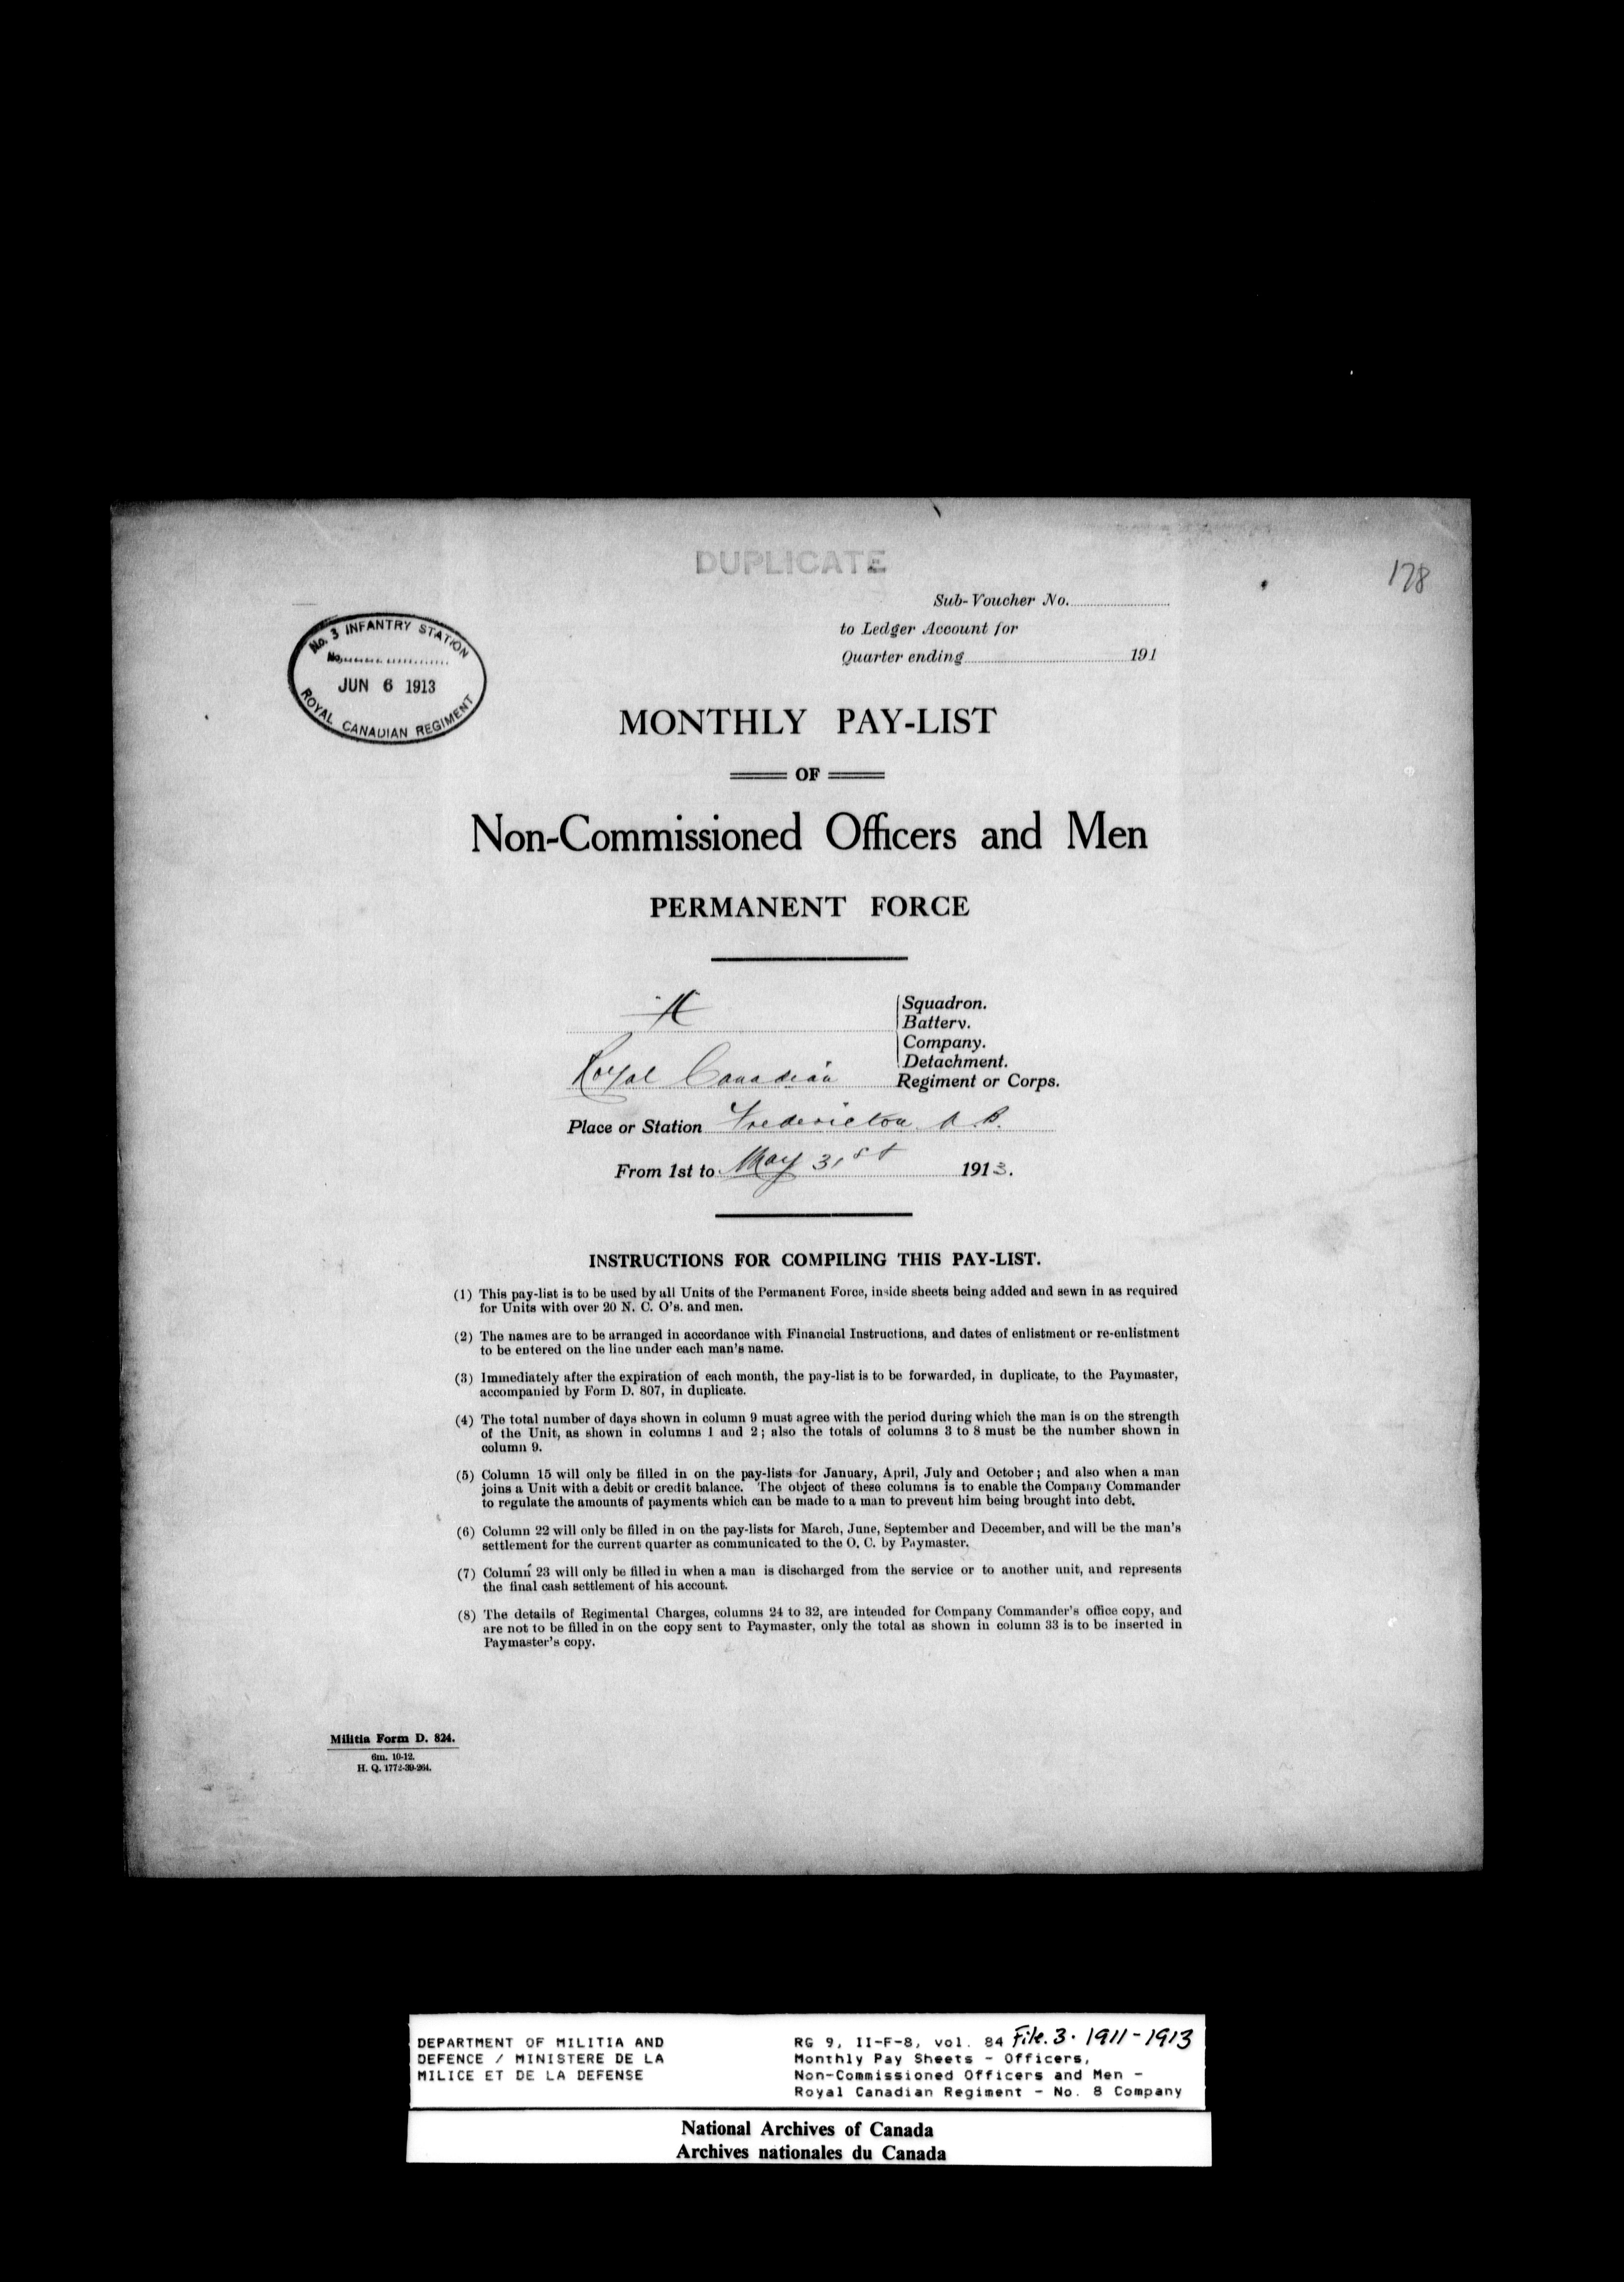 DUPLICATE
178
Sub-Voucher No.
to Ledger Account for
Quarter ending 191
No. 3 INFANTRY STATION
No.
JUN 6 1913
ROYAL CANADIAN REGIMENT
MONTHLY PAY-LIST
OF
Non-Commissioned Officers and Men
PERMANENT FORCE
"H" Squadron.
Battery.
Company.
Detachment.
Royal Canadian Regiment or Corps.
Place or Station Fredericton N.B.
From 1st to May 31st 1913.
INSTRUCTIONS FOR COMPILING THIS PAY-LIST.
(1) This pay-list is to be used by all Units of the Permanent Force, inside sheets being added and sewn in as required
for Units with over 20 N. C. O's. and men.
(2) The names are to be arranged in accordance with Financial Instructions, and dates of enlistment or re-enlistment
to be entered on the line under each man's name.
(3) Immediately after the expiration of each month, the pay-list is to be forwarded, in duplicate, to the Paymaster,
accompanied by Form D. 807, in duplicate.
(4) The total number of days shown in column 9 must agree with the period during which the man is on the strength
of the Unit, as shown in columns 1 and 2; also the totals of columns 3 to 8 must be the number shown in
column 9.
(5) Column 15 will only be filled in on the pay-lists for January, April, July and October; and also when a man
joins a Unit with a debit or credit balance. The object of these columns is to enable the Company Commander
to regulate the amounts of payments which can be made to a man to prevent him being brought into debt.
(6) Column 22 will only be filled in on the pay-lists for March, June, September and December, and will be the man's
settlement for the current quarter as communicated to the O. C. by Paymaster.
(7) Column 23 will only be filled in when a man is discharged from the service or to another unit, and represents
the final cash settlement of his account.
(8) The details of Regimental Charges, columns 24 to 32, are intended for Company Commander's office copy, and
are not to be filled in on the copy sent to Paymaster, only the total as shown in column 33 is to be inserted in
Paymaster's copy.
Militia Form D. 824.
6m. 10-12.
H. Q. 1772-39-264.
DEPARTMENT OF MILITIA AND
DEFENCE / MINISTERE DE LA
MILICE ET DE LA DEFENSE
RG 9, II-F-8, vol. 84 File. 3. 1911-1913
Monthly Pay Sheets - Officers,
Non-Commissioned Officers and Men -
Royal Canadian Regiment - No. 8 Company
National Archives of Canada
Archives nationales du Canada